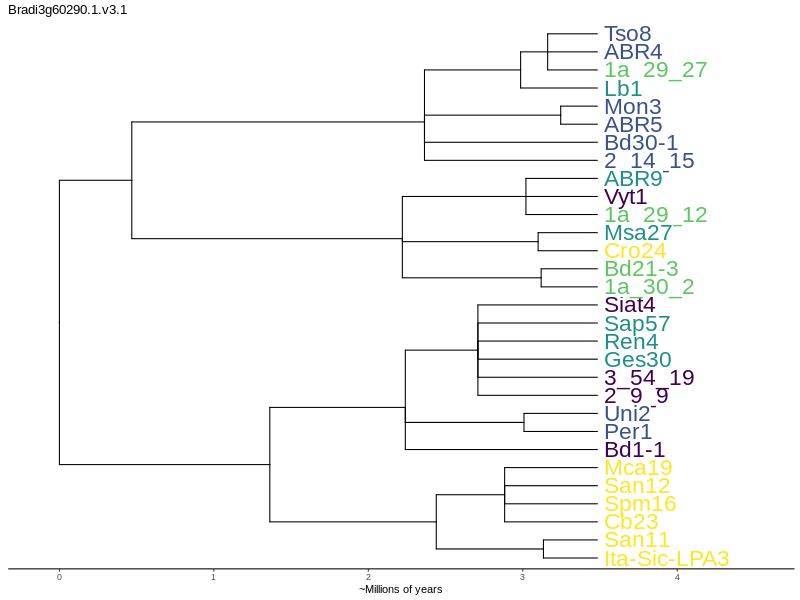 Bradi3g60290.1.v3.1
Tso8
ABR4
1a_29_27
Lb1
Mon3
ABR5
Bd30-1
2_14_15
ABR9
Vyt1
1a_29_12
Msa27
Cro24
Bd21-3
1a_30_2
Siat4
Sap57
Ren4
Ges30
3_54_19
2_9_9
Uni2
Per1
Bd1-1
Mca19
San12
Spm16
Cb23
San11
Ita-Sic-LPA3
0 1 2 3 4
~Millions of years